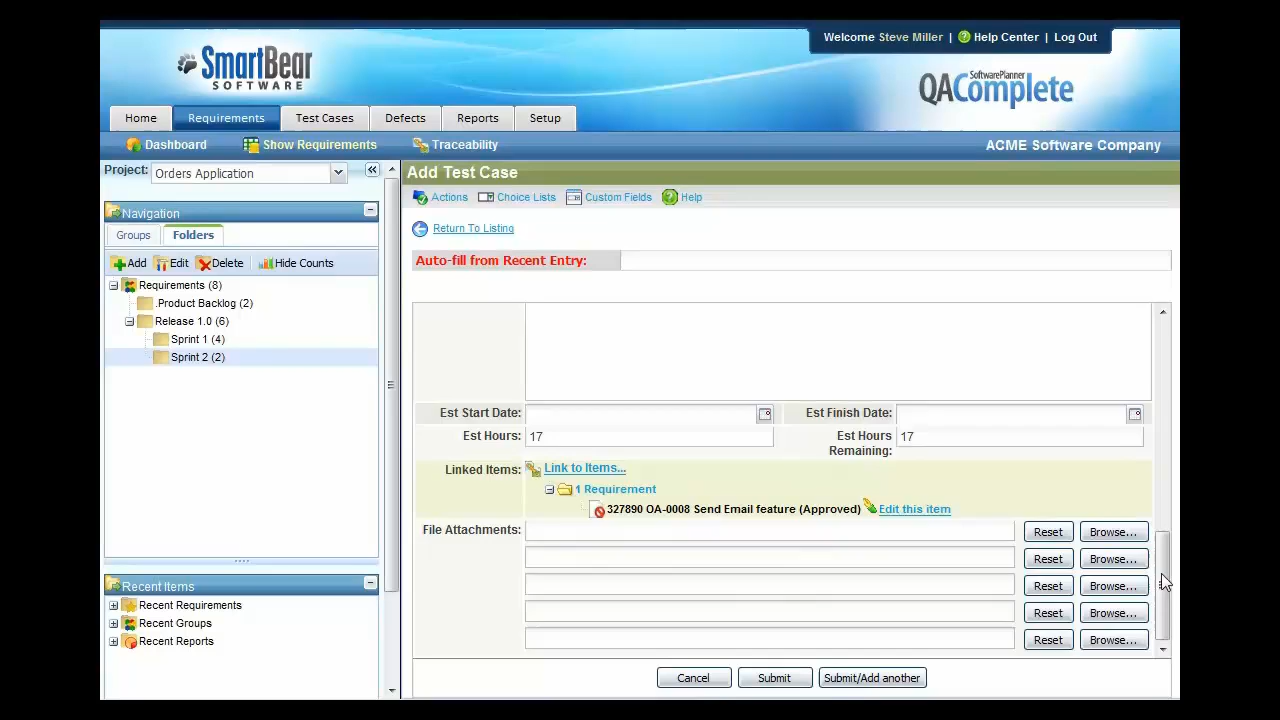 Welcome Steve Miller | Help Center | Log Out
SmartBear
SOFTWARE
SoftwarePlanner
QAComplete
Home Requirements Test Cases Defects Reports Setup
Dashboard Show Requirements Traceability ACME Software Company
Project: Orders Application
Add Test Case
Actions Choice Lists Custom Fields Help
Navigation
Groups Folders
Return To Listing
Add Edit Delete Hide Counts
Auto-fill from Recent Entry:
Requirements (8)
.Product Backlog (2)
Release 1.0 (6)
Sprint 1 (4)
Sprint 2 (2)
Est Start Date: Est Finish Date:
Est Hours: 17 Est Hours Remaining: 17
Linked Items: Link to Items...
1 Requirement
327890 OA-0008 Send Email feature (Approved) Edit this item
File Attachments: Reset Browse...
Reset Browse...
Reset Browse...
Reset Browse...
Reset Browse...
Recent Items
Recent Requirements
Recent Groups
Recent Reports
Cancel Submit Submit/Add another